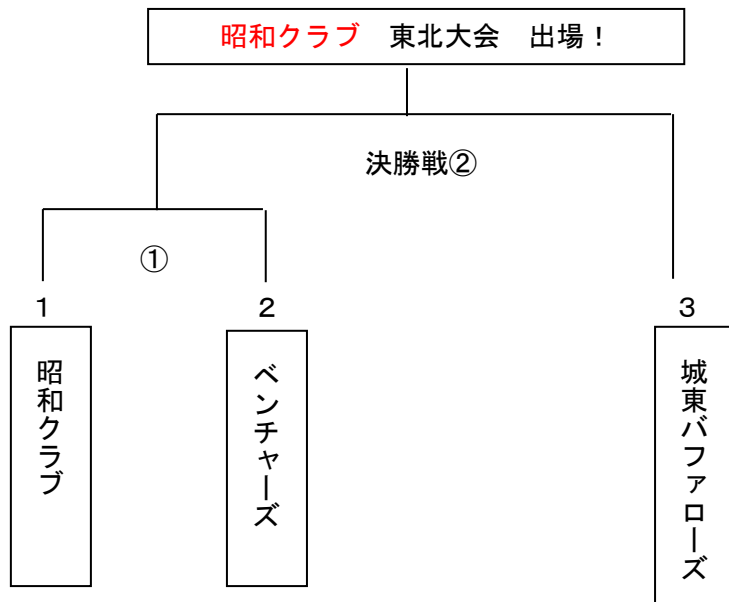 昭和クラブ　東北大会　出場！
決勝戦②
①
1
2
3
昭和クラブ
ベンチャーズ
城東バファローズ